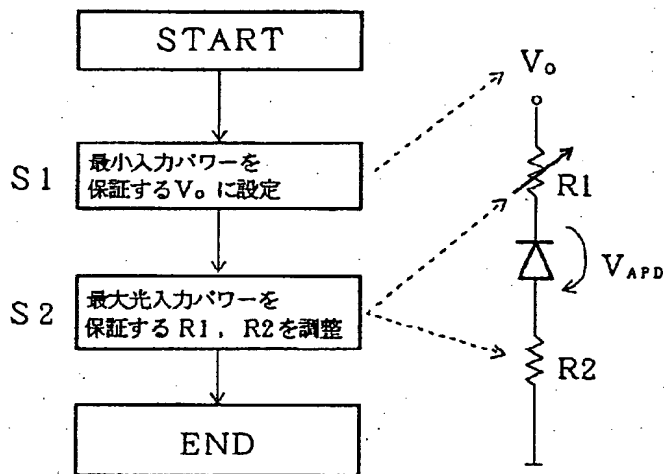 START
S1
最小入力パワーを
保証するV₀に設定
S2
最大光入力パワーを
保証するR1，R2を調整
END
V₀
R1
V_APD
R2